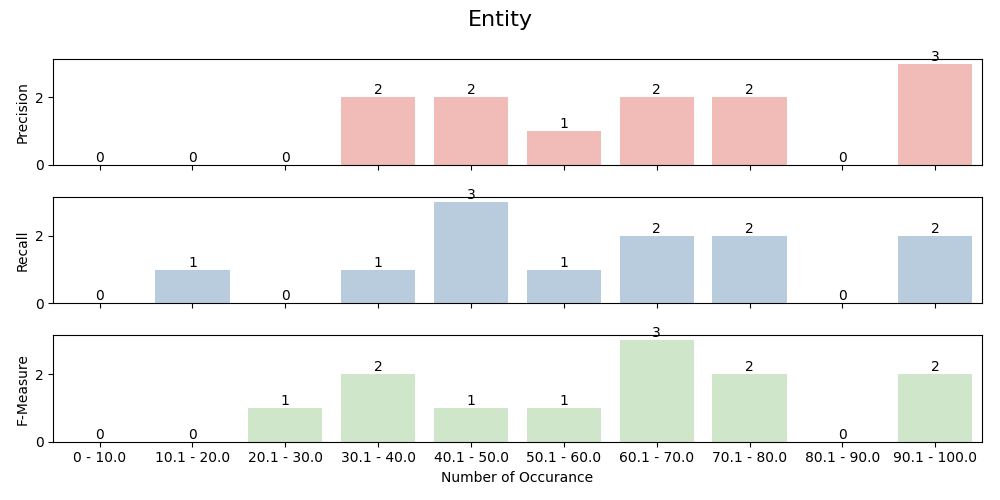 Entity
Precision
2
0
0 0 0 2 2 1 2 2 0 3
Recall
2
0
0 1 0 1 3 1 2 2 0 2
F-Measure
2
0
0 0 1 2 1 1 3 2 0 2
0 - 10.0 10.1 - 20.0 20.1 - 30.0 30.1 - 40.0 40.1 - 50.0 50.1 - 60.0 60.1 - 70.0 70.1 - 80.0 80.1 - 90.0 90.1 - 100.0
Number of Occurance